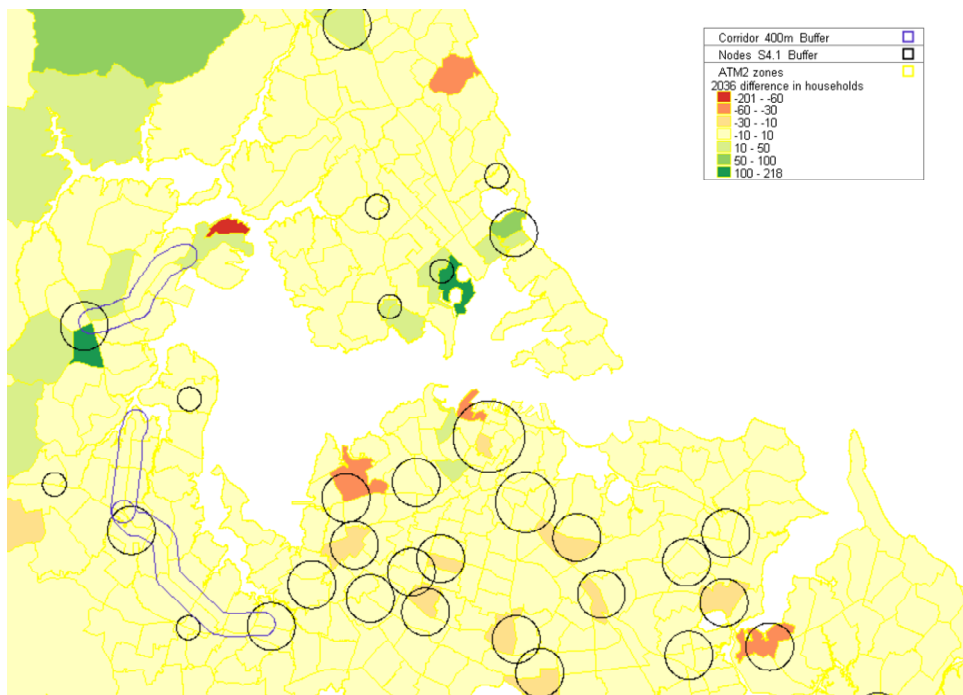 Corridor 400m Buffer
Nodes S4.1 Buffer
ATM2 zones
2036 difference in households
-201 - -60
-60 - -30
-30 - -10
-10 - 10
10 - 50
50 - 100
100 - 218